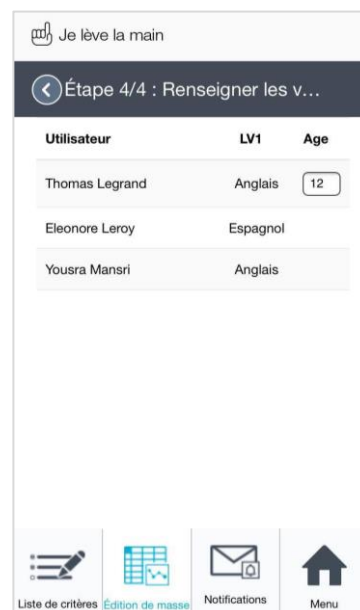 Je lève la main
Étape 4/4 : Renseigner les v...
Utilisateur LV1 Age
Thomas Legrand Anglais 12
Eleonore Leroy Espagnol
Yousra Mansri Anglais
Liste de critères Édition de masse Notifications Menu